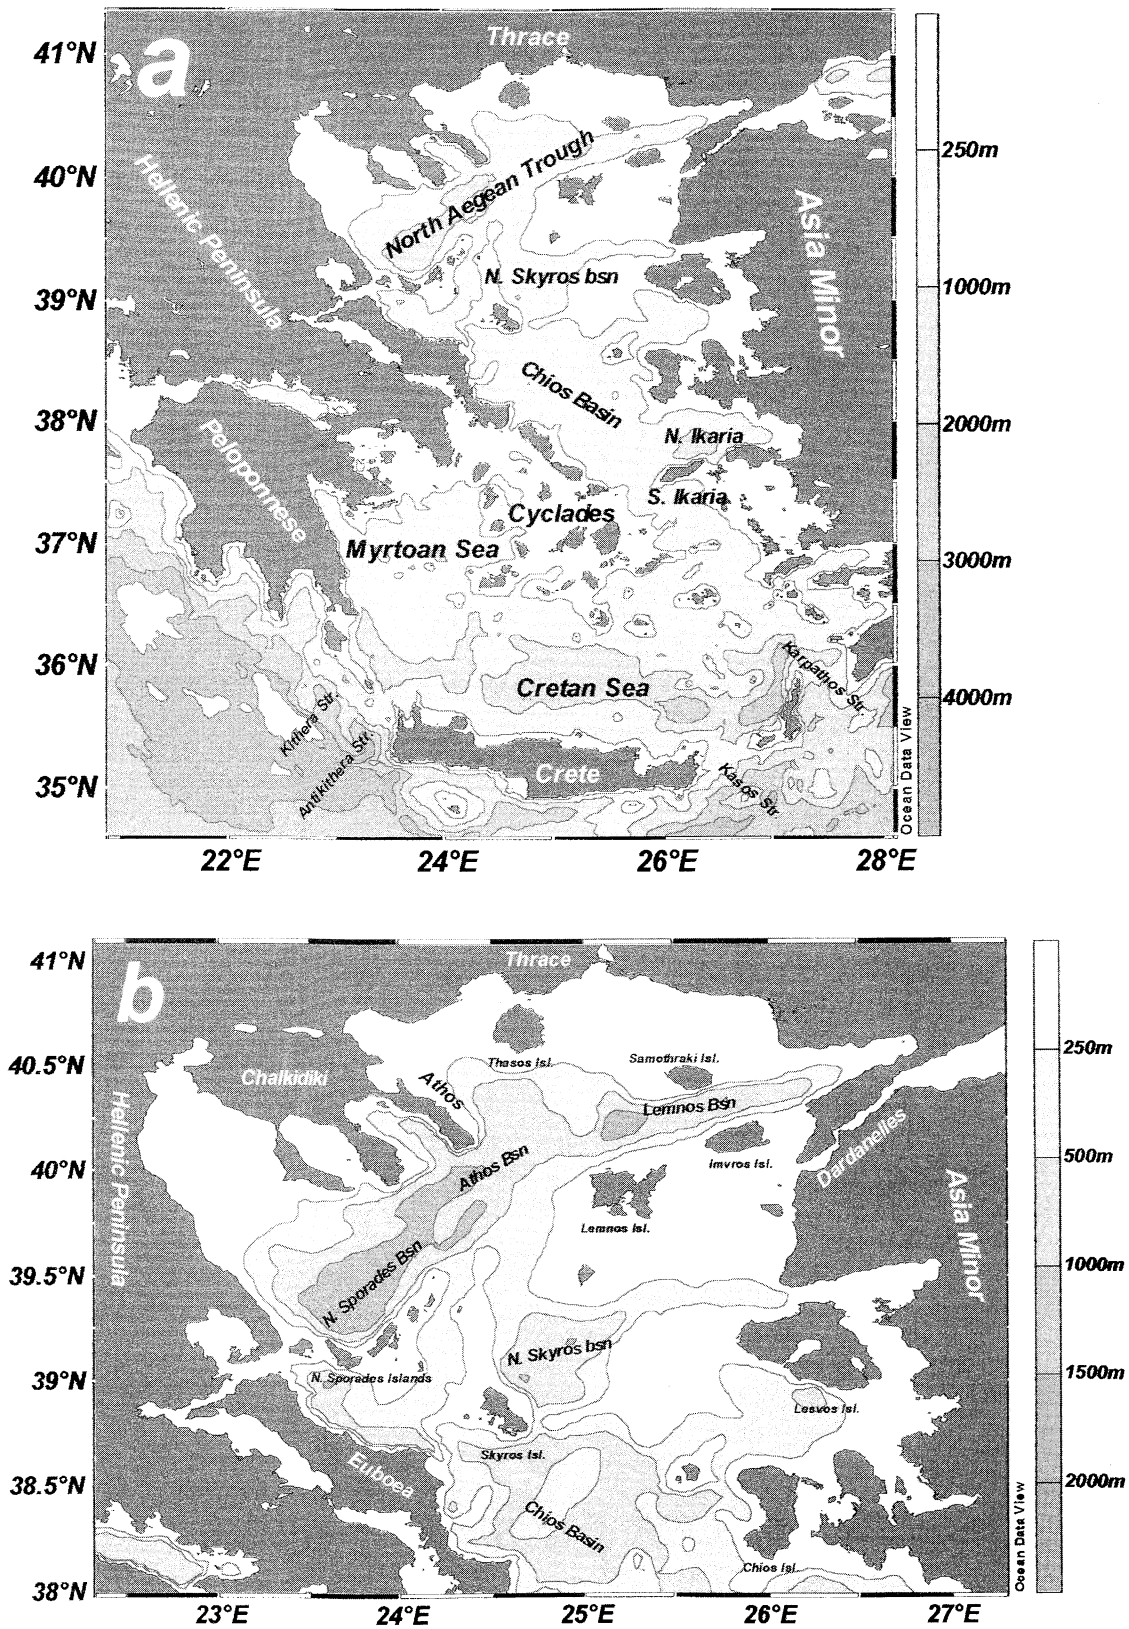 a
Thrace
41°N
250m
40°N
Hellenic Peninsula
North Aegean Trough
Asia Minor
N. Skyros bsn
1000m
39°N
Chios Basin
38°N
N. Ikaria
2000m
Peloponnese
S. Ikaria
Cyclades
37°N
Myrtoan Sea
3000m
36°N
Cretan Sea
Karpathos Str.
4000m
Kithera Str.
Antikithera Str.
Crete
Kasos Str
35°N
Ocean Data View
22°E
24°E
26°E
28°E
b
Thrace
41°N
250m
40.5°N
Thasos Isl.
Samothraki Isl.
Chalkidiki
Athos
Lemnos Bsn
Dardanelles
Hellenic Peninsula
Athos Bsn
Imvros Isl.
500m
40°N
Asia Minor
Lemnos Isl.
39.5°N
N. Sporades Bsn
1000m
N. Skyros bsn
39°N
N. Sporades Islands
1500m
Lesvos Isl.
Skyros Isl.
Euboea
38.5°N
2000m
Chios Basin
Chios Isl.
38°N
Ocean Data View
23°E
24°E
25°E
26°E
27°E